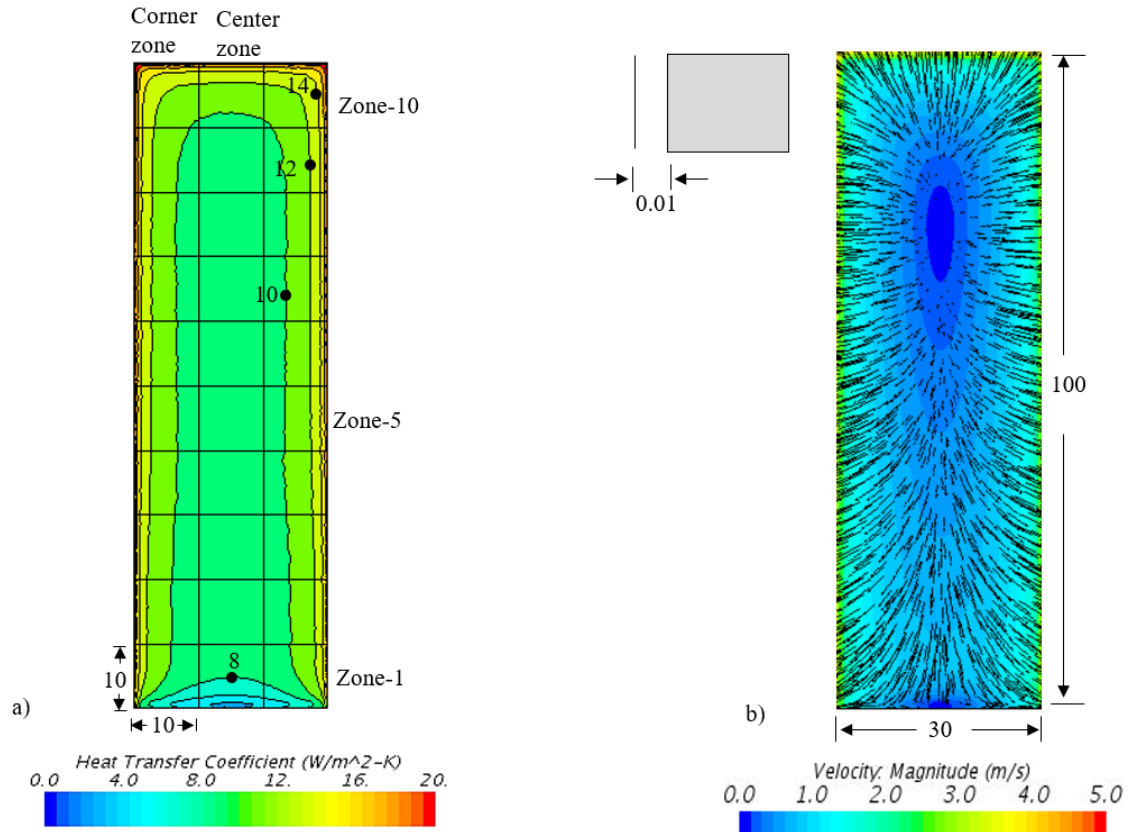 Corner
zone
Center
zone
14
Zone-10
12
10
Zone-5
8
10
Zone-1
10
a)
Heat Transfer Coefficient (W/m^2-K)
0.0 4.0 8.0 12. 16. 20.
0.01
100
30
b)
Velocity: Magnitude (m/s)
0.0 1.0 2.0 3.0 4.0 5.0